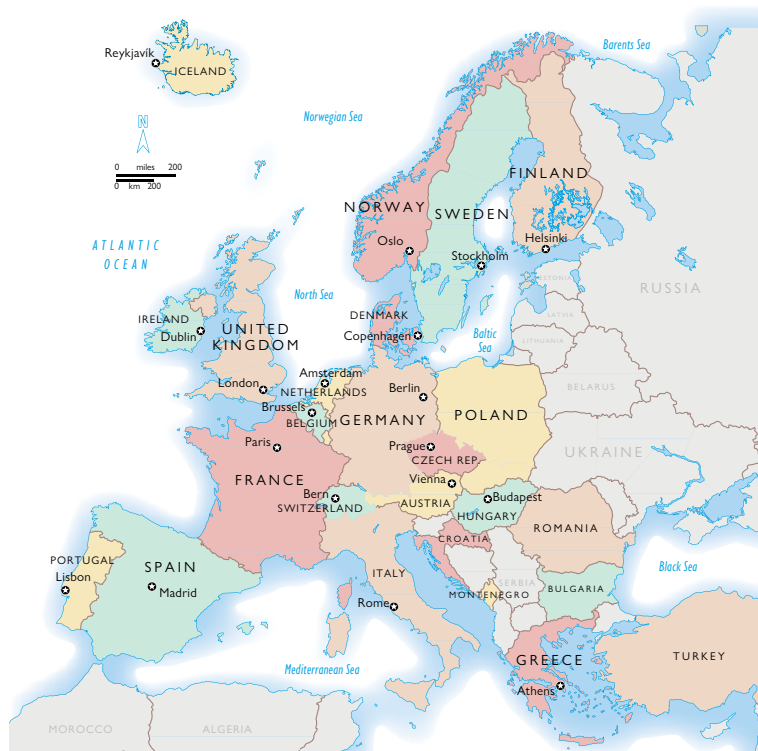 Barents Sea
Reykjavík
ICELAND
Norwegian Sea
N
0 miles 200
0 km 200
FINLAND
NORWAY
SWEDEN
Helsinki
Oslo
ATLANTIC
OCEAN
Stockholm
ESTONIA
RUSSIA
North Sea
DENMARK
LATVIA
IRELAND
Dublin
UNITED
KINGDOM
Copenhagen
Baltic
Sea
LITHUANIA
Amsterdam
London
NETHERLANDS
Berlin
BELARUS
Brussels
BELGIUM
GERMANY
POLAND
Paris
Prague
CZECH REP.
UKRAINE
FRANCE
Vienna
Bern
SWITZERLAND
AUSTRIA
Budapest
HUNGARY
ROMANIA
CROATIA
PORTUGAL
Lisbon
SPAIN
Madrid
ITALY
SERBIA
Black Sea
MONTENEGRO
BULGARIA
Rome
Mediterranean Sea
GREECE
TURKEY
Athens
MOROCCO
ALGERIA